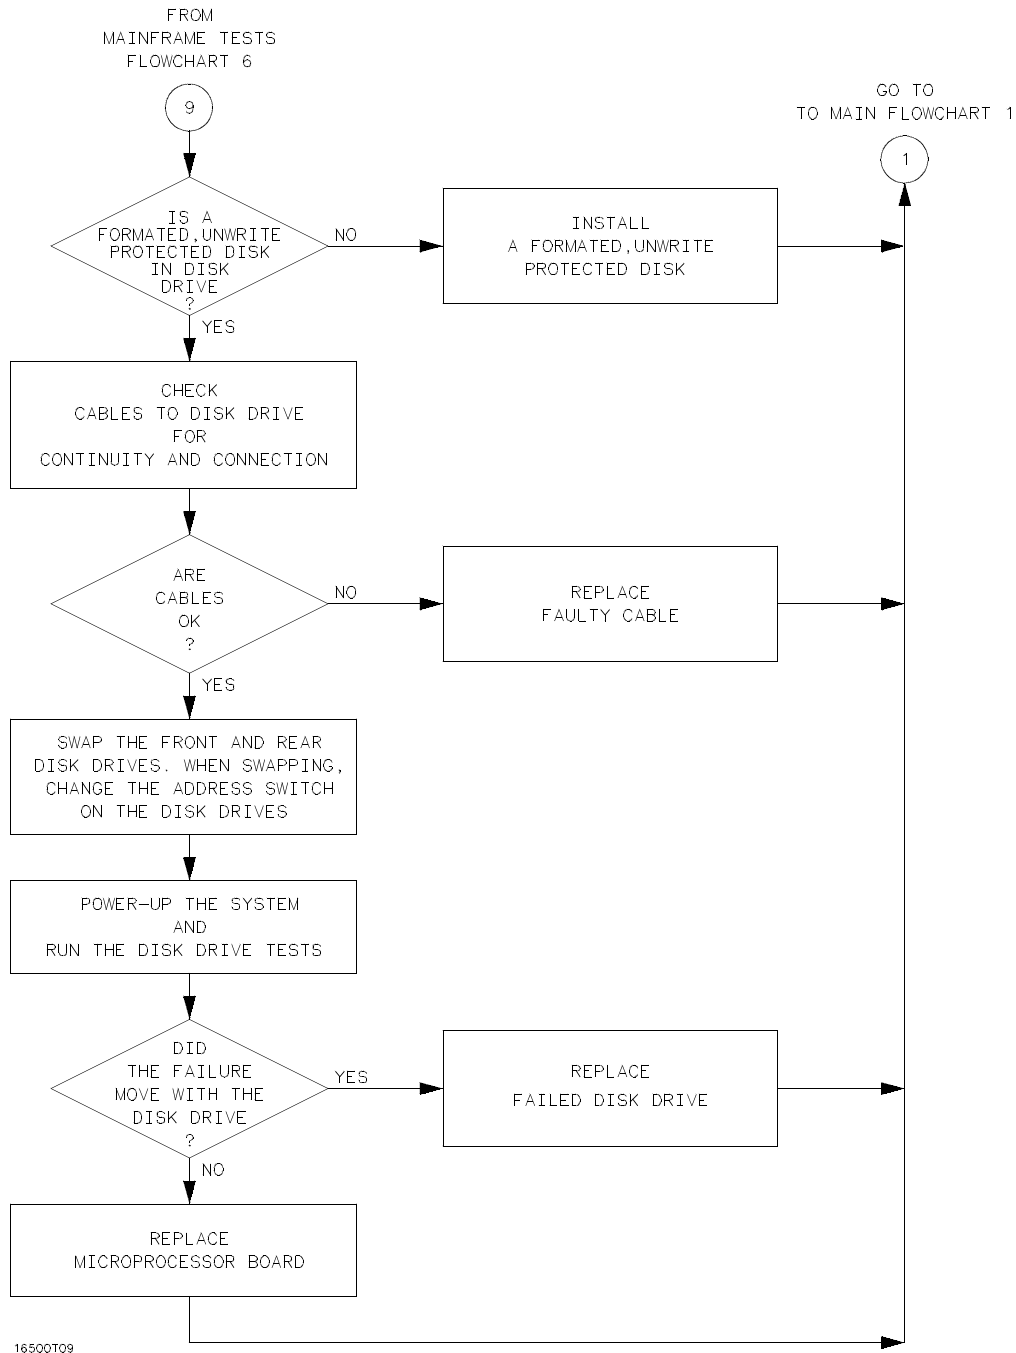 FROM
MAINFRAME TESTS
FLOWCHART 6
9
GO TO
TO MAIN FLOWCHART 1
1
IS A
FORMATED,UNWRITE
PROTECTED DISK
IN DISK
DRIVE
?
NO
INSTALL
A FORMATED,UNWRITE
PROTECTED DISK
YES
CHECK
CABLES TO DISK DRIVE
FOR
CONTINUITY AND CONNECTION
ARE
CABLES
OK
?
NO
REPLACE
FAULTY CABLE
YES
SWAP THE FRONT AND REAR
DISK DRIVES. WHEN SWAPPING,
CHANGE THE ADDRESS SWITCH
ON THE DISK DRIVES
POWER-UP THE SYSTEM
AND
RUN THE DISK DRIVE TESTS
DID
THE FAILURE
MOVE WITH THE
DISK DRIVE
?
YES
REPLACE
FAILED DISK DRIVE
NO
REPLACE
MICROPROCESSOR BOARD
16500T09